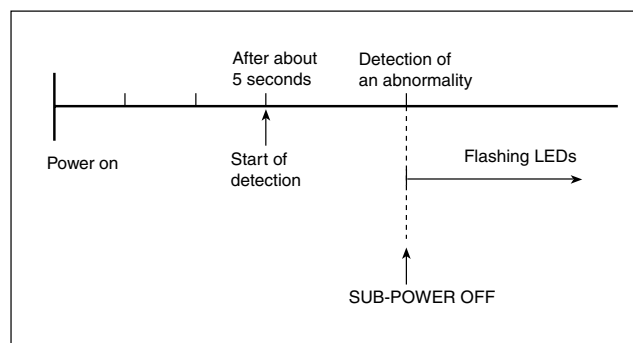 After about
5 seconds
Detection of
an abnormality
Power on
Start of
detection
Flashing LEDs
SUB-POWER OFF